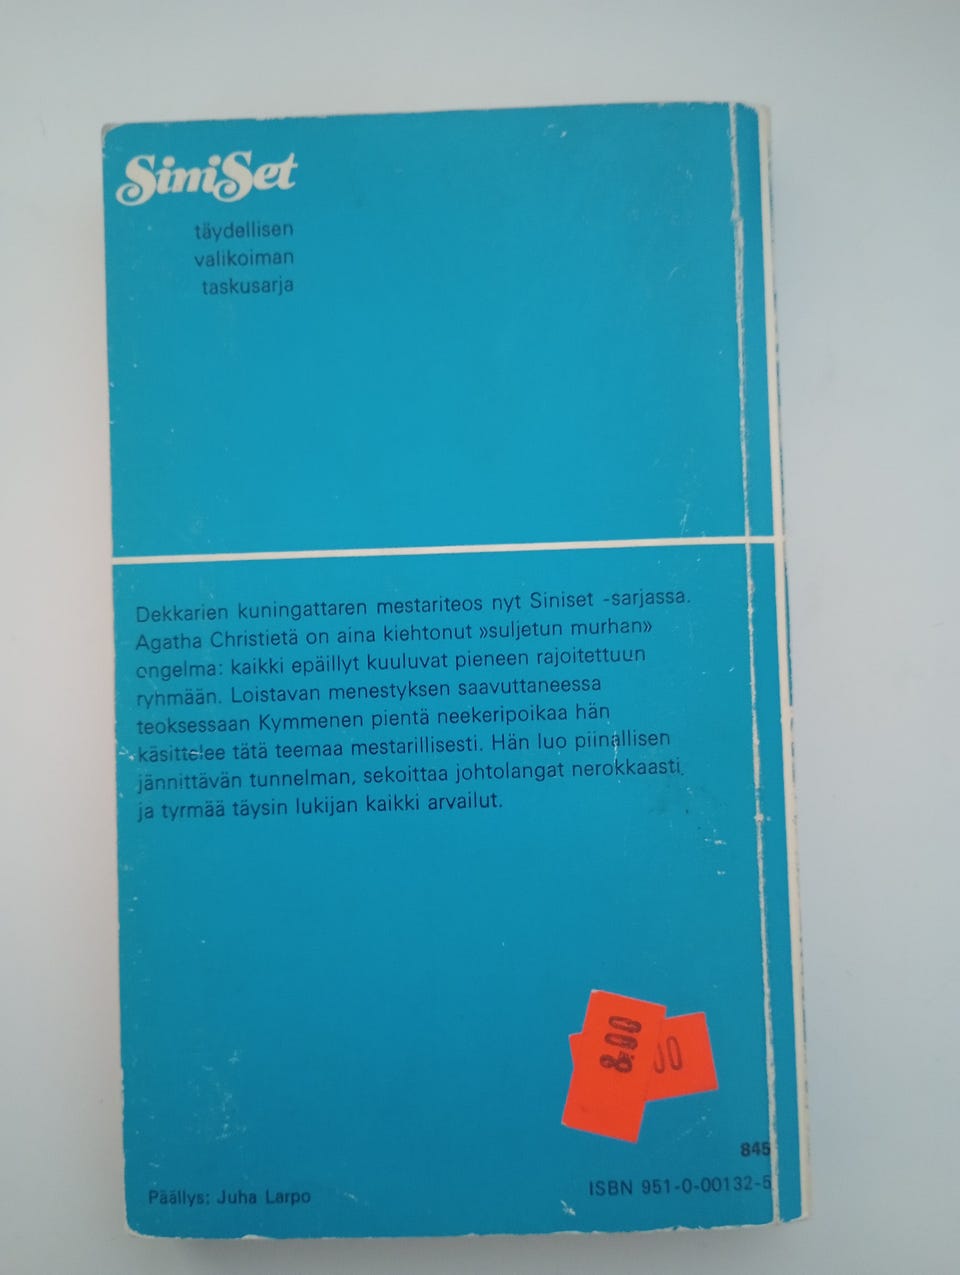 SiniSet
täydellisen
valikoiman
taskusarja
Dekkarien kuningattaren mestariteos nyt Siniset -sarjassa.
Agatha Christietä on aina kiehtonut »suljetun murhan»
ongelma: kaikki epäillyt kuuluvat pieneen rajoitettuun
ryhmään. Loistavan menestyksen saavuttaneessa
teoksessaan Kymmenen pientä neekeripoikaa hän
käsittelee tätä teemaa mestarillisesti. Hän luo piinallisen
jännittävän tunnelman, sekoittaa johtolangat nerokkaasti
ja tyrmää täysin lukijan kaikki arvailut.
8.00
00
845
Päällys: Juha Larpo
ISBN 951-0-00132-5